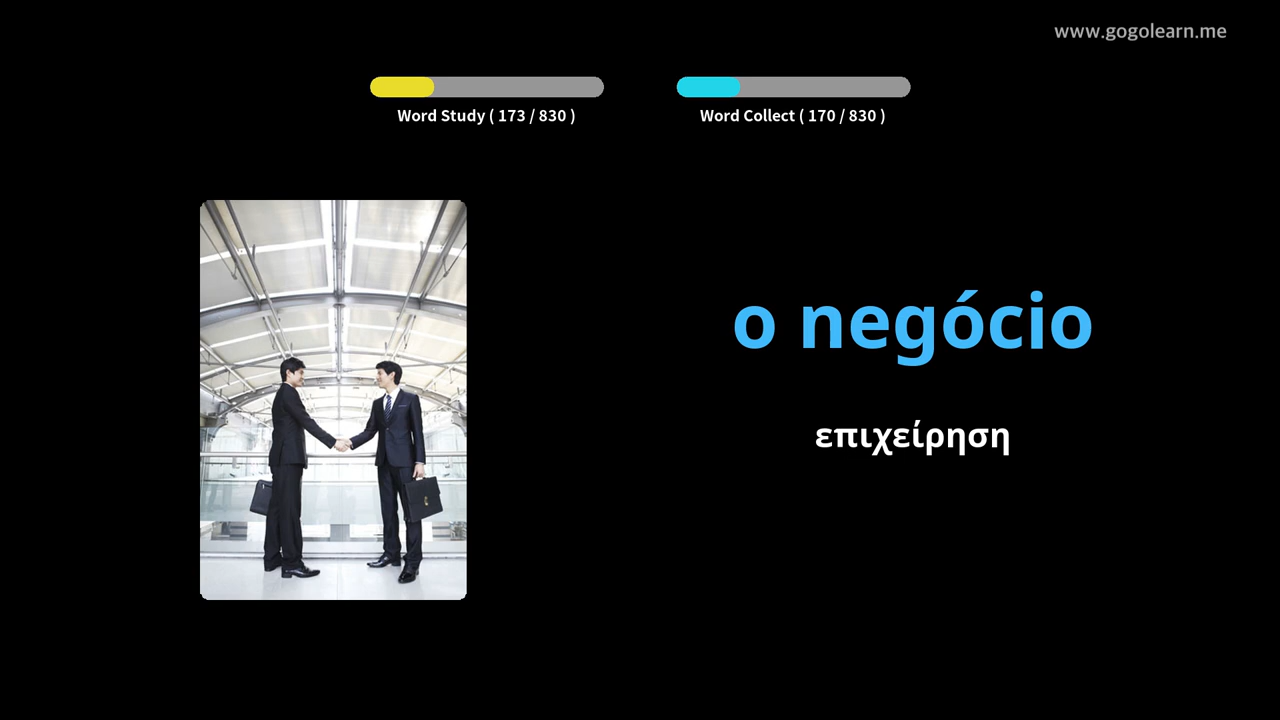 www.gogolearn.me
Word Study ( 173 / 830 )
Word Collect ( 170 / 830 )
o negócio
επιχείρηση